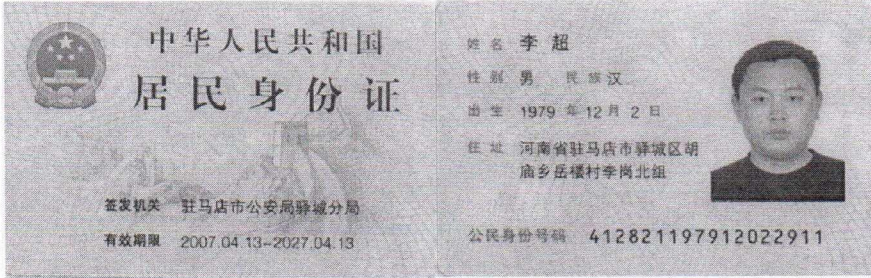 中华人民共和国
居民身份证
签发机关 驻马店市公安局驿城分局
有效期限 2007.04.13-2027.04.13
姓名 李超
性别 男 民族 汉
出生 1979 年 12 月 2 日
住址 河南省驻马店市驿城区胡
庙乡岳楼村李岗北组
公民身份号码 412821197912022911